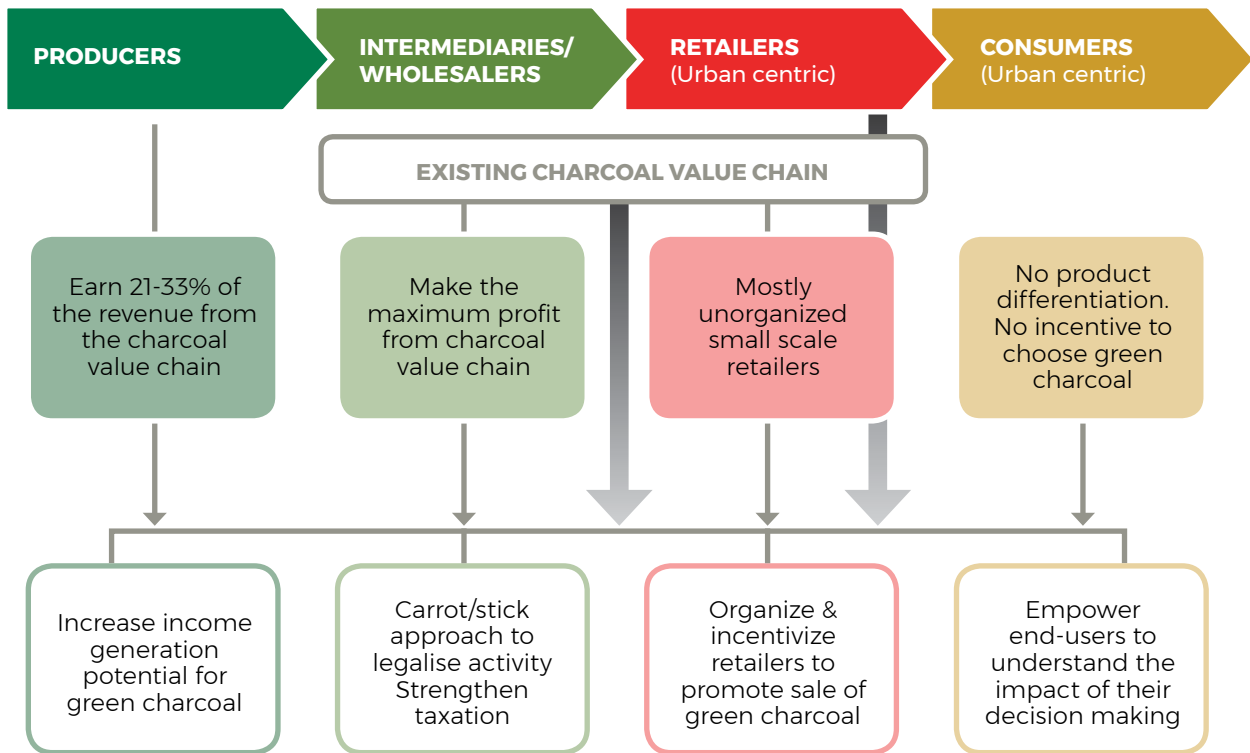 PRODUCERS
INTERMEDIARIES/
WHOLESALERS
RETAILERS
(Urban centric)
CONSUMERS
(Urban centric)
EXISTING CHARCOAL VALUE CHAIN
Earn 21-33% of
the revenue from
the charcoal
value chain
Make the
maximum profit
from charcoal
value chain
Mostly
unorganized
small scale
retailers
No product
differentiation.
No incentive to
choose green
charcoal
Increase income
generation
potential for
green charcoal
Carrot/stick
approach to
legalise activity
Strengthen
taxation
Organize &
incentivize
retailers to
promote sale of
green charcoal
Empower
end-users to
understand the
impact of their
decision making